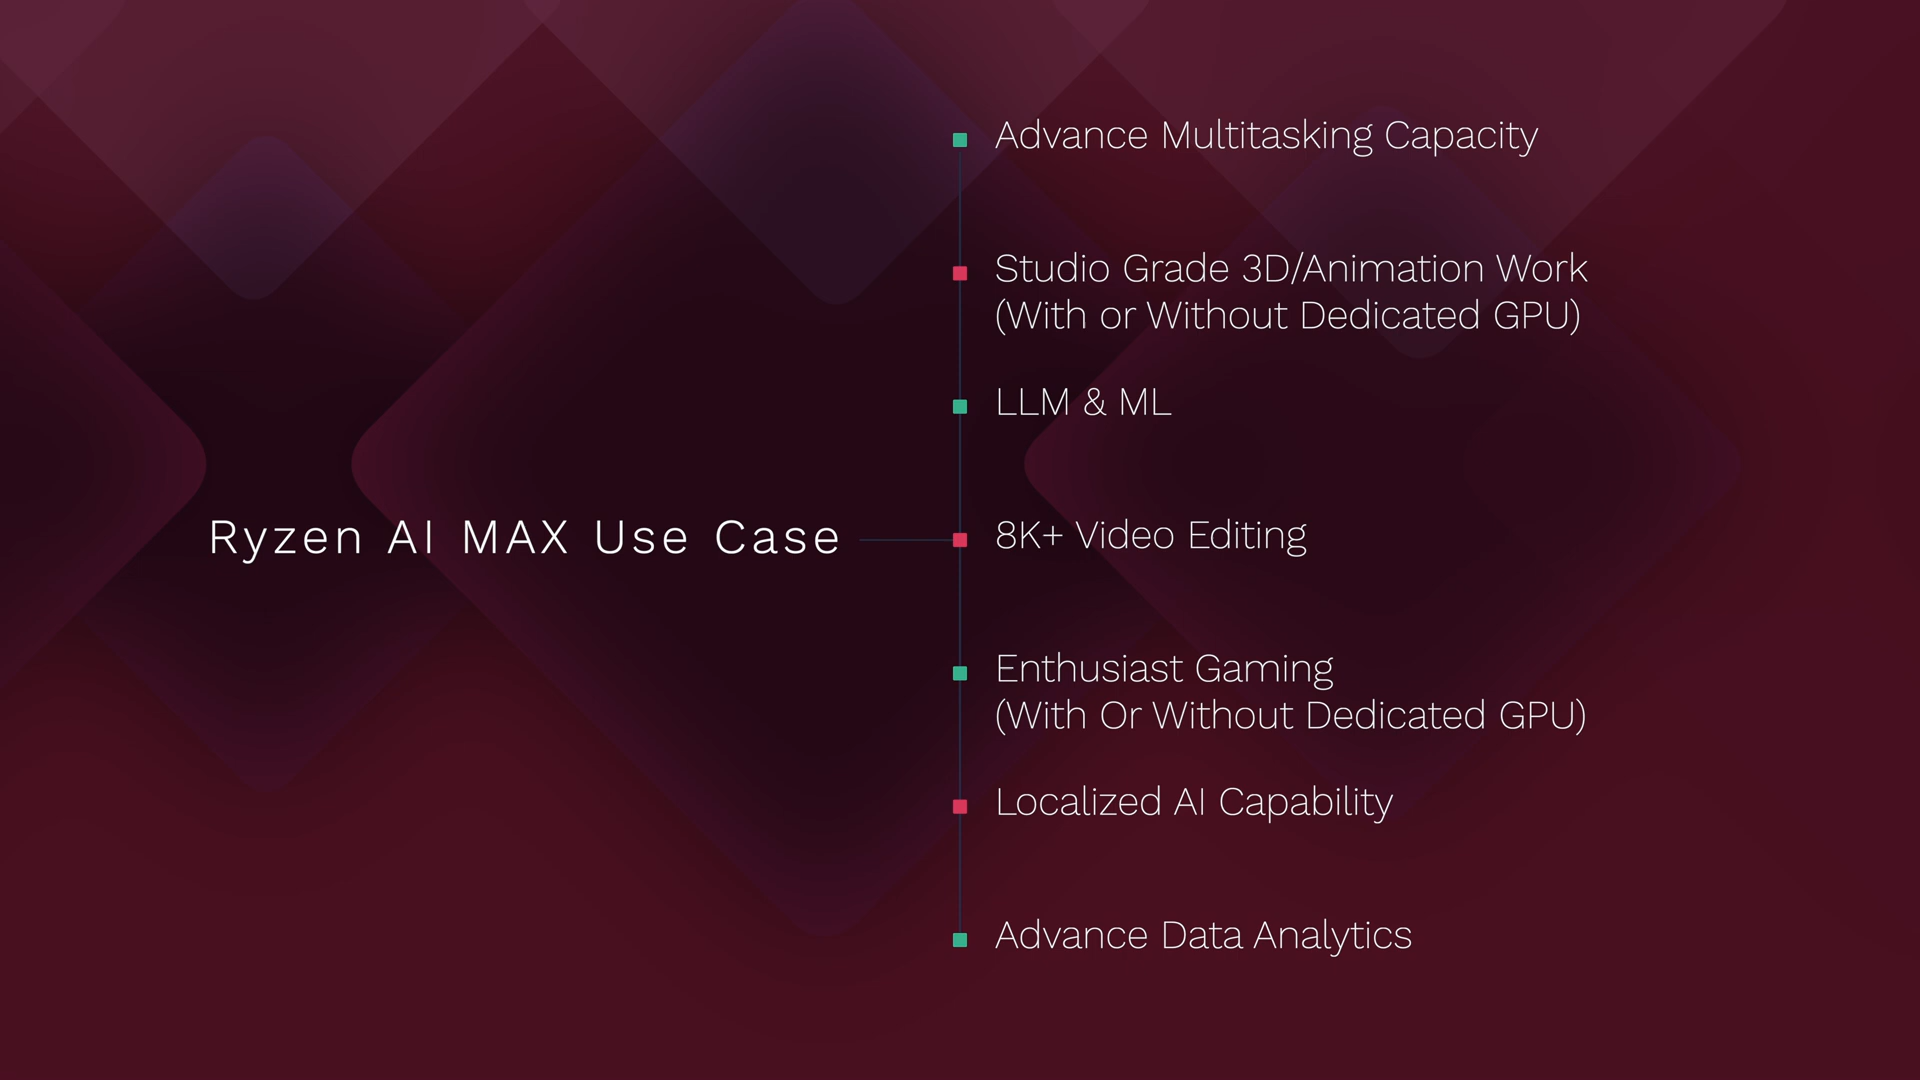 Ryzen AI MAX Use Case
Advance Multitasking Capacity
Studio Grade 3D/Animation Work
(With or Without Dedicated GPU)
LLM & ML
8K+ Video Editing
Enthusiast Gaming
(With Or Without Dedicated GPU)
Localized AI Capability
Advance Data Analytics